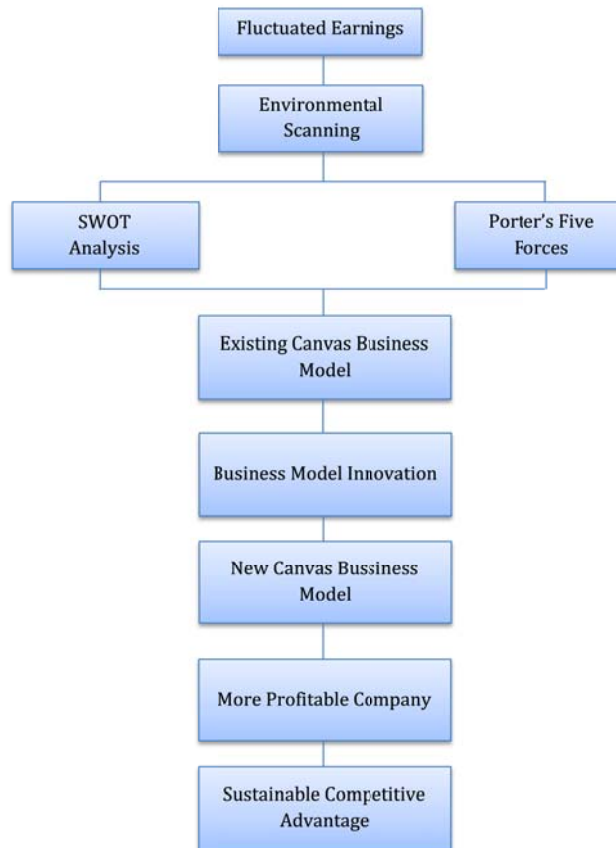 Fluctuated Earnings
Environmental
Scanning
SWOT
Analysis
Porter's Five
Forces
Existing Canvas Business
Model
Business Model Innovation
New Canvas Bussiness
Model
More Profitable Company
Sustainable Competitive
Advantage